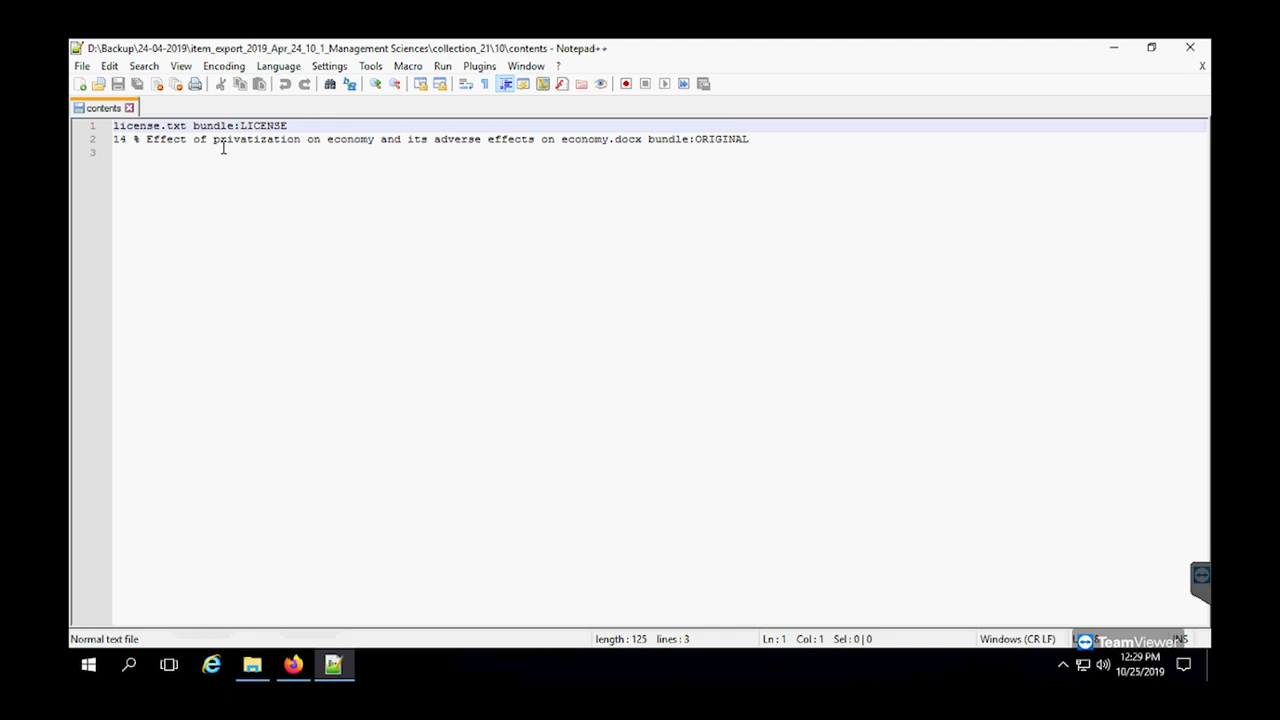 D:\Backup\24-04-2019\item_export_2019_Apr_24_10_1_Management Sciences\collection_21\10\contents - Notepad++
File Edit Search View Encoding Language Settings Tools Macro Run Plugins Window ? X
contents
1 license.txt bundle:LICENSE
2 14 % Effect of privatization on economy and its adverse effects on economy.docx bundle:ORIGINAL
3
Normal text file length : 125 lines : 3 Ln : 1 Col : 1 Sel : 0 | 0 Windows (CR LF) INS
TeamViewer
12:29 PM
10/25/2019